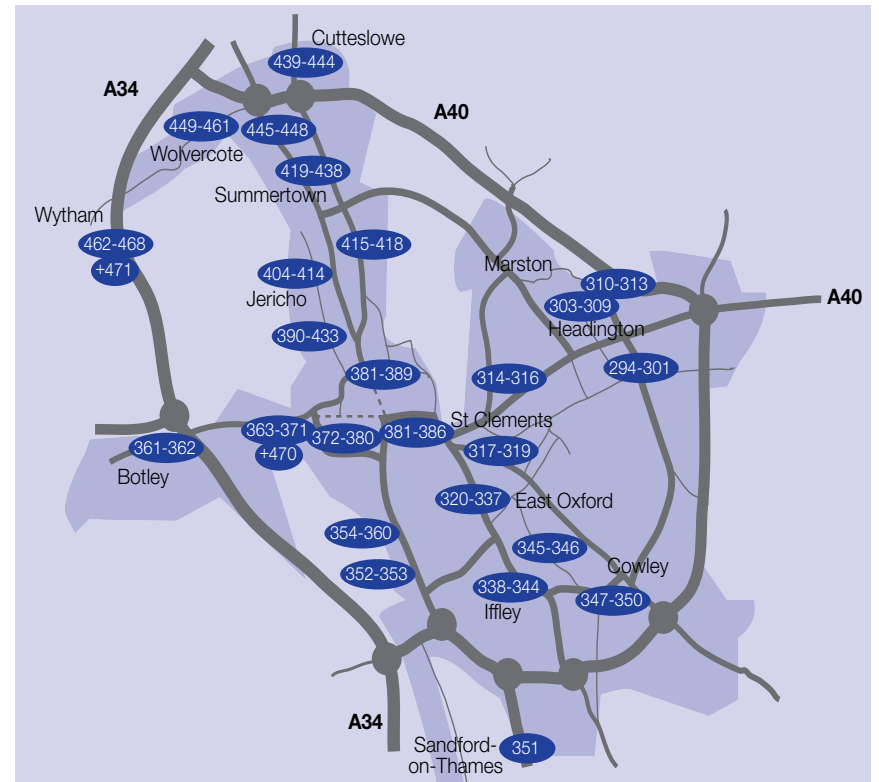 Cutteslowe
439-444
A34
A40
449-461
445-448
Wolvercote
419-438
Summertown
Wytham
462-468
+471
415-418
404-414
Jericho
Marston
310-313
303-309
A40
Headington
390-433
381-389
314-316
294-301
St Clements
363-371
372-380
381-386
+470
361-362
Botley
317-319
320-337
East Oxford
354-360
345-346
352-353
Cowley
338-344
347-350
Iffley
A34
Sandford-
on-Thames
351